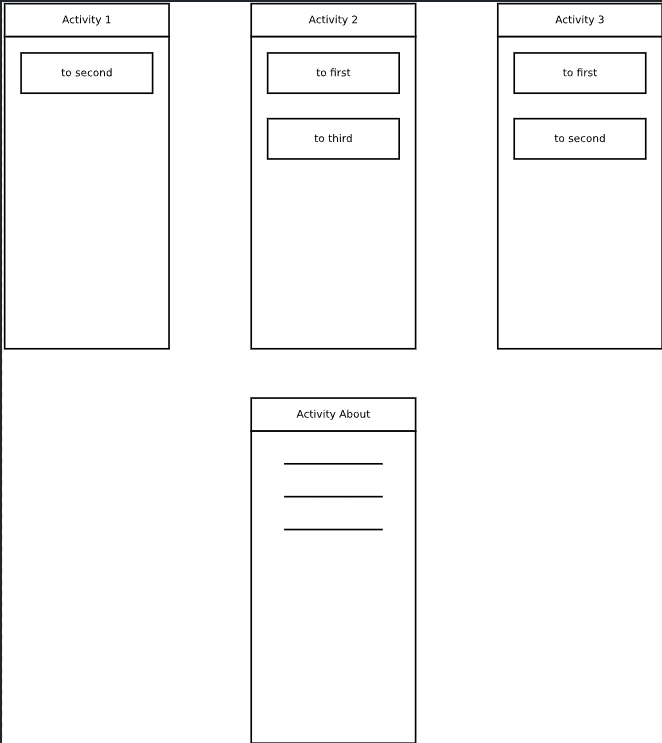 Activity 1
to second
Activity 2
to first
to third
Activity 3
to first
to second
Activity About